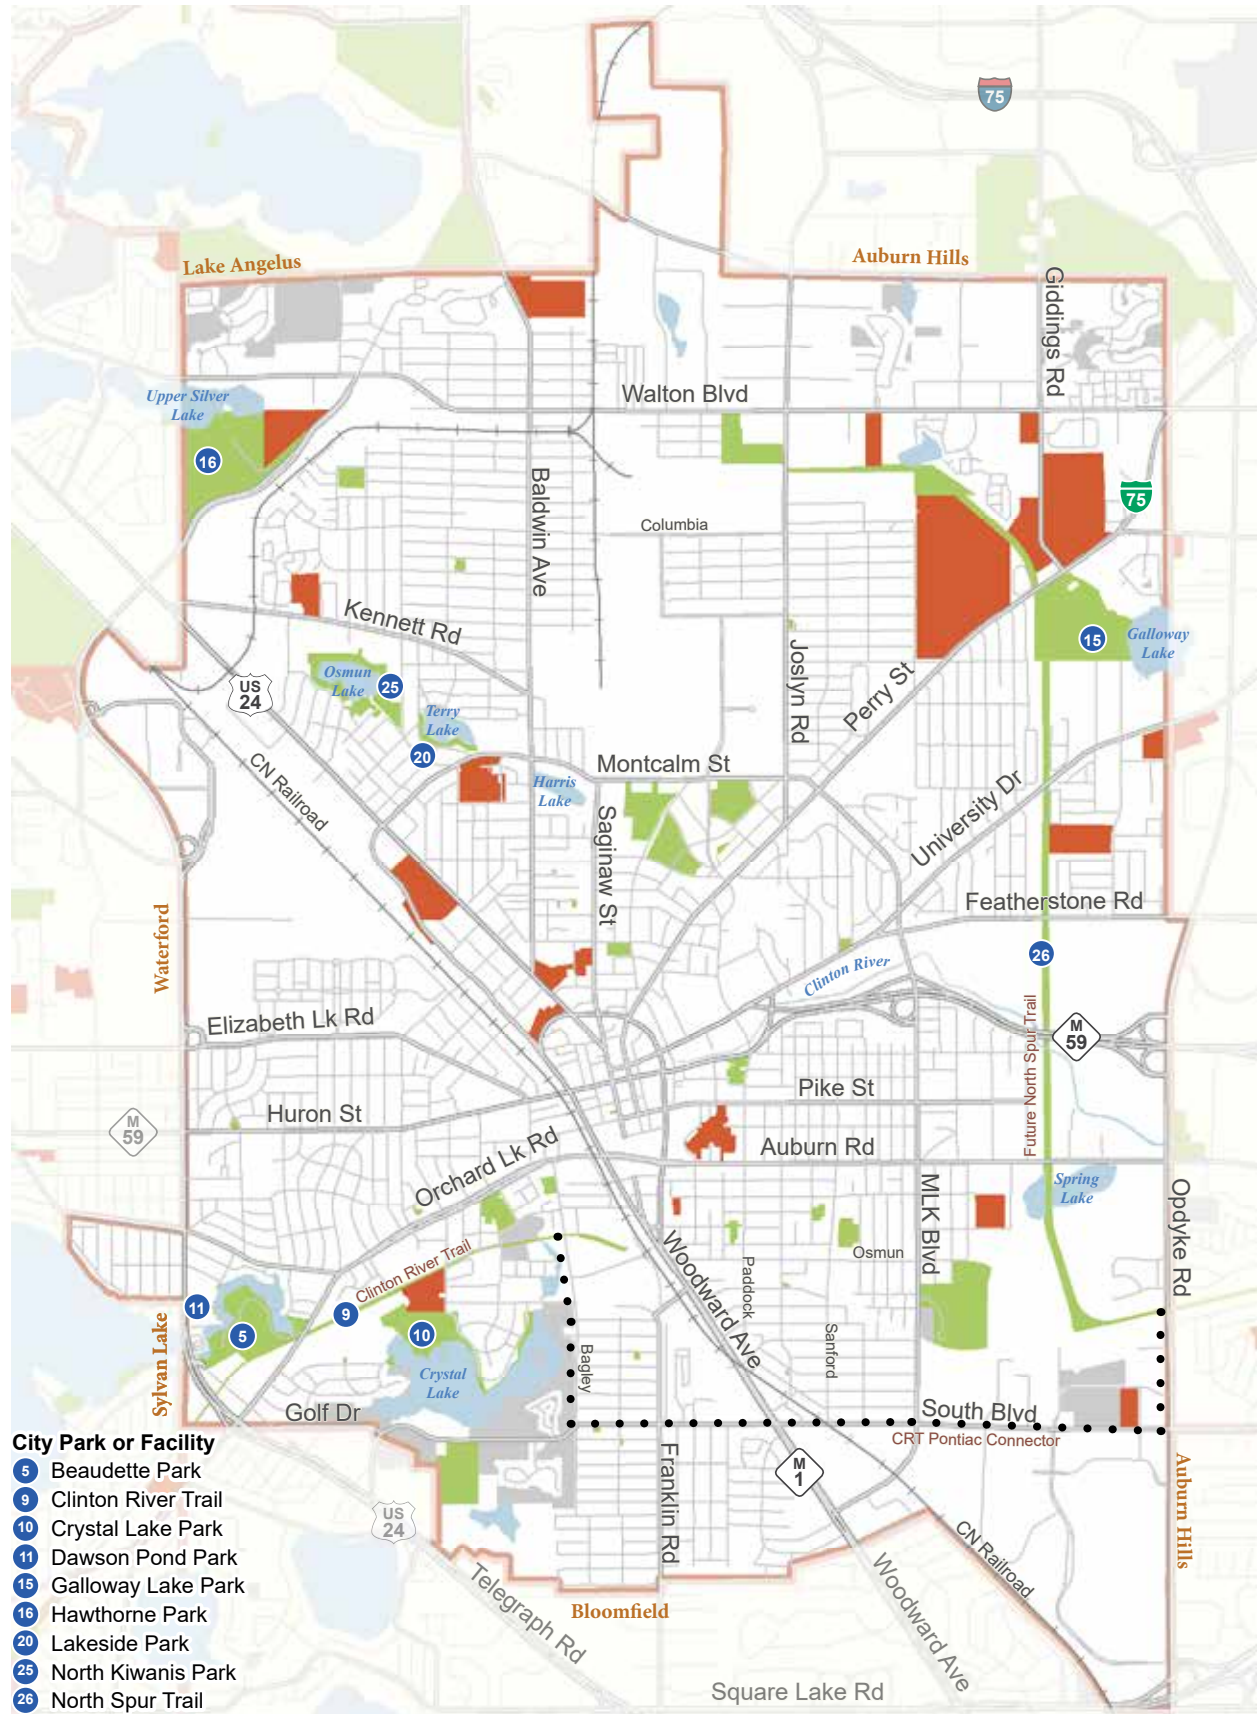 75
Lake Angelus
Auburn Hills
Giddings Rd
Upper Silver
Lake
Walton Blvd
16
Baldwin Ave
75
Columbia
Kennett Rd
15
Galloway
Lake
Osmun
Lake
25
US
24
Joslyn Rd
Perry St
Terry
Lake
20
CN Railroad
Montcalm St
Harris
Lake
Saginaw St
University Dr
Featherstone Rd
Waterford
26
Clinton River
Elizabeth Lk Rd
Future North Spur Trail
M
59
Pike St
Huron St
M
59
Auburn Rd
Orchard Lk Rd
MLK Blvd
Spring
Lake
Opdyke Rd
Clinton River Trail
Woodward Ave
Osmun
Paddock
11
9
5
10
Sylvan Lake
Sanford
Bagley
Crystal
Lake
Golf Dr
South Blvd
CRT Pontiac Connector
City Park or Facility
5 Beaudette Park
9 Clinton River Trail
10 Crystal Lake Park
11 Dawson Pond Park
15 Galloway Lake Park
16 Hawthorne Park
20 Lakeside Park
25 North Kiwanis Park
26 North Spur Trail
Franklin Rd
M
1
Auburn Hills
US
24
CN Railroad
Telegraph Rd
Bloomfield
Woodward Ave
Square Lake Rd